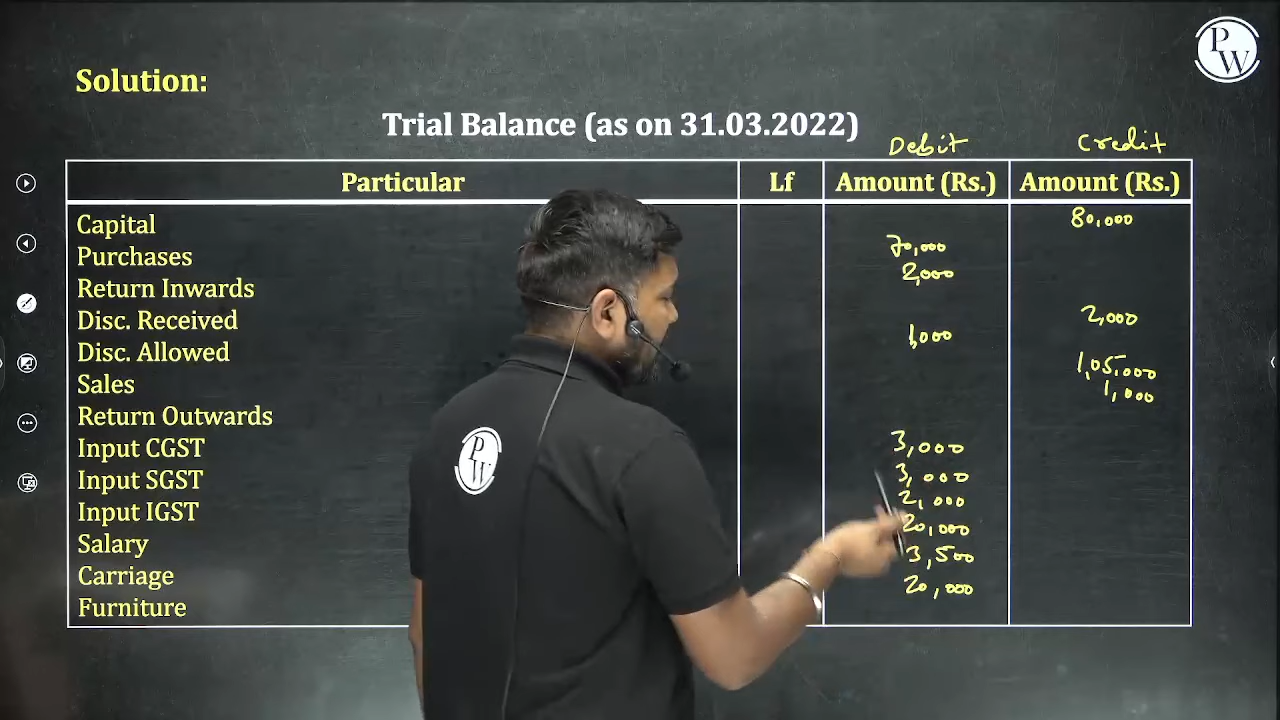 PW
Solution:
Trial Balance (as on 31.03.2022)
Debit Credit
Particular Lf Amount (Rs.) Amount (Rs.)
Capital 80,000
Purchases 70,000
Return Inwards 2,000
Disc. Received 2,000
Disc. Allowed 1,000
Sales 1,05,000
Return Outwards 1,000
Input CGST 3,000
Input SGST 3,000
Input IGST 2,000
Salary 20,000
Carriage 3,500
Furniture 20,000
PW